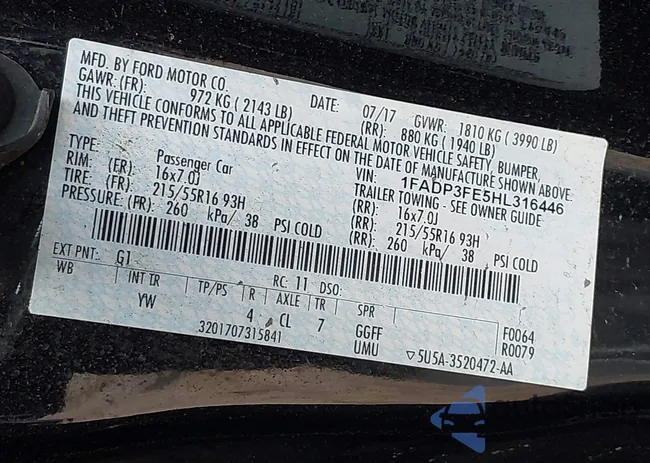 MFD. BY FORD MOTOR CO.
DATE: 07/17 GVWR: 1810 KG ( 3990 LB)
GAWR: (FR) 972 KG ( 2143 LB) (RR): 880 KG ( 1940 LB)
THIS VEHICLE CONFORMS TO ALL APPLICABLE FEDERAL MOTOR VEHICLE SAFETY, BUMPER,
AND THEFT PREVENTION STANDARDS IN EFFECT ON THE DATE OF MANUFACTURE SHOWN ABOVE.
VIN: 1FADP3FE5HL316446
TYPE: Passenger Car TRAILER TOWING - SEE OWNER GUIDE
RIM: (FR): 16x7.0J (RR): 16x7.0J
TIRE: (FR): 215/55R16 93H (RR): 215/55R16 93H
PRESSURE: (FR): 260 kPa/ 38 PSI COLD (RR): 260 kPa/ 38 PSI COLD
EXT PNT: G1 RC: 11 DSO:
WB INT TR TP/PS R AXLE TR SPR
YW 4 CL 7 GGFF F0064
UMU R0079
3201707315841 ▽5U5A-3520472-AA